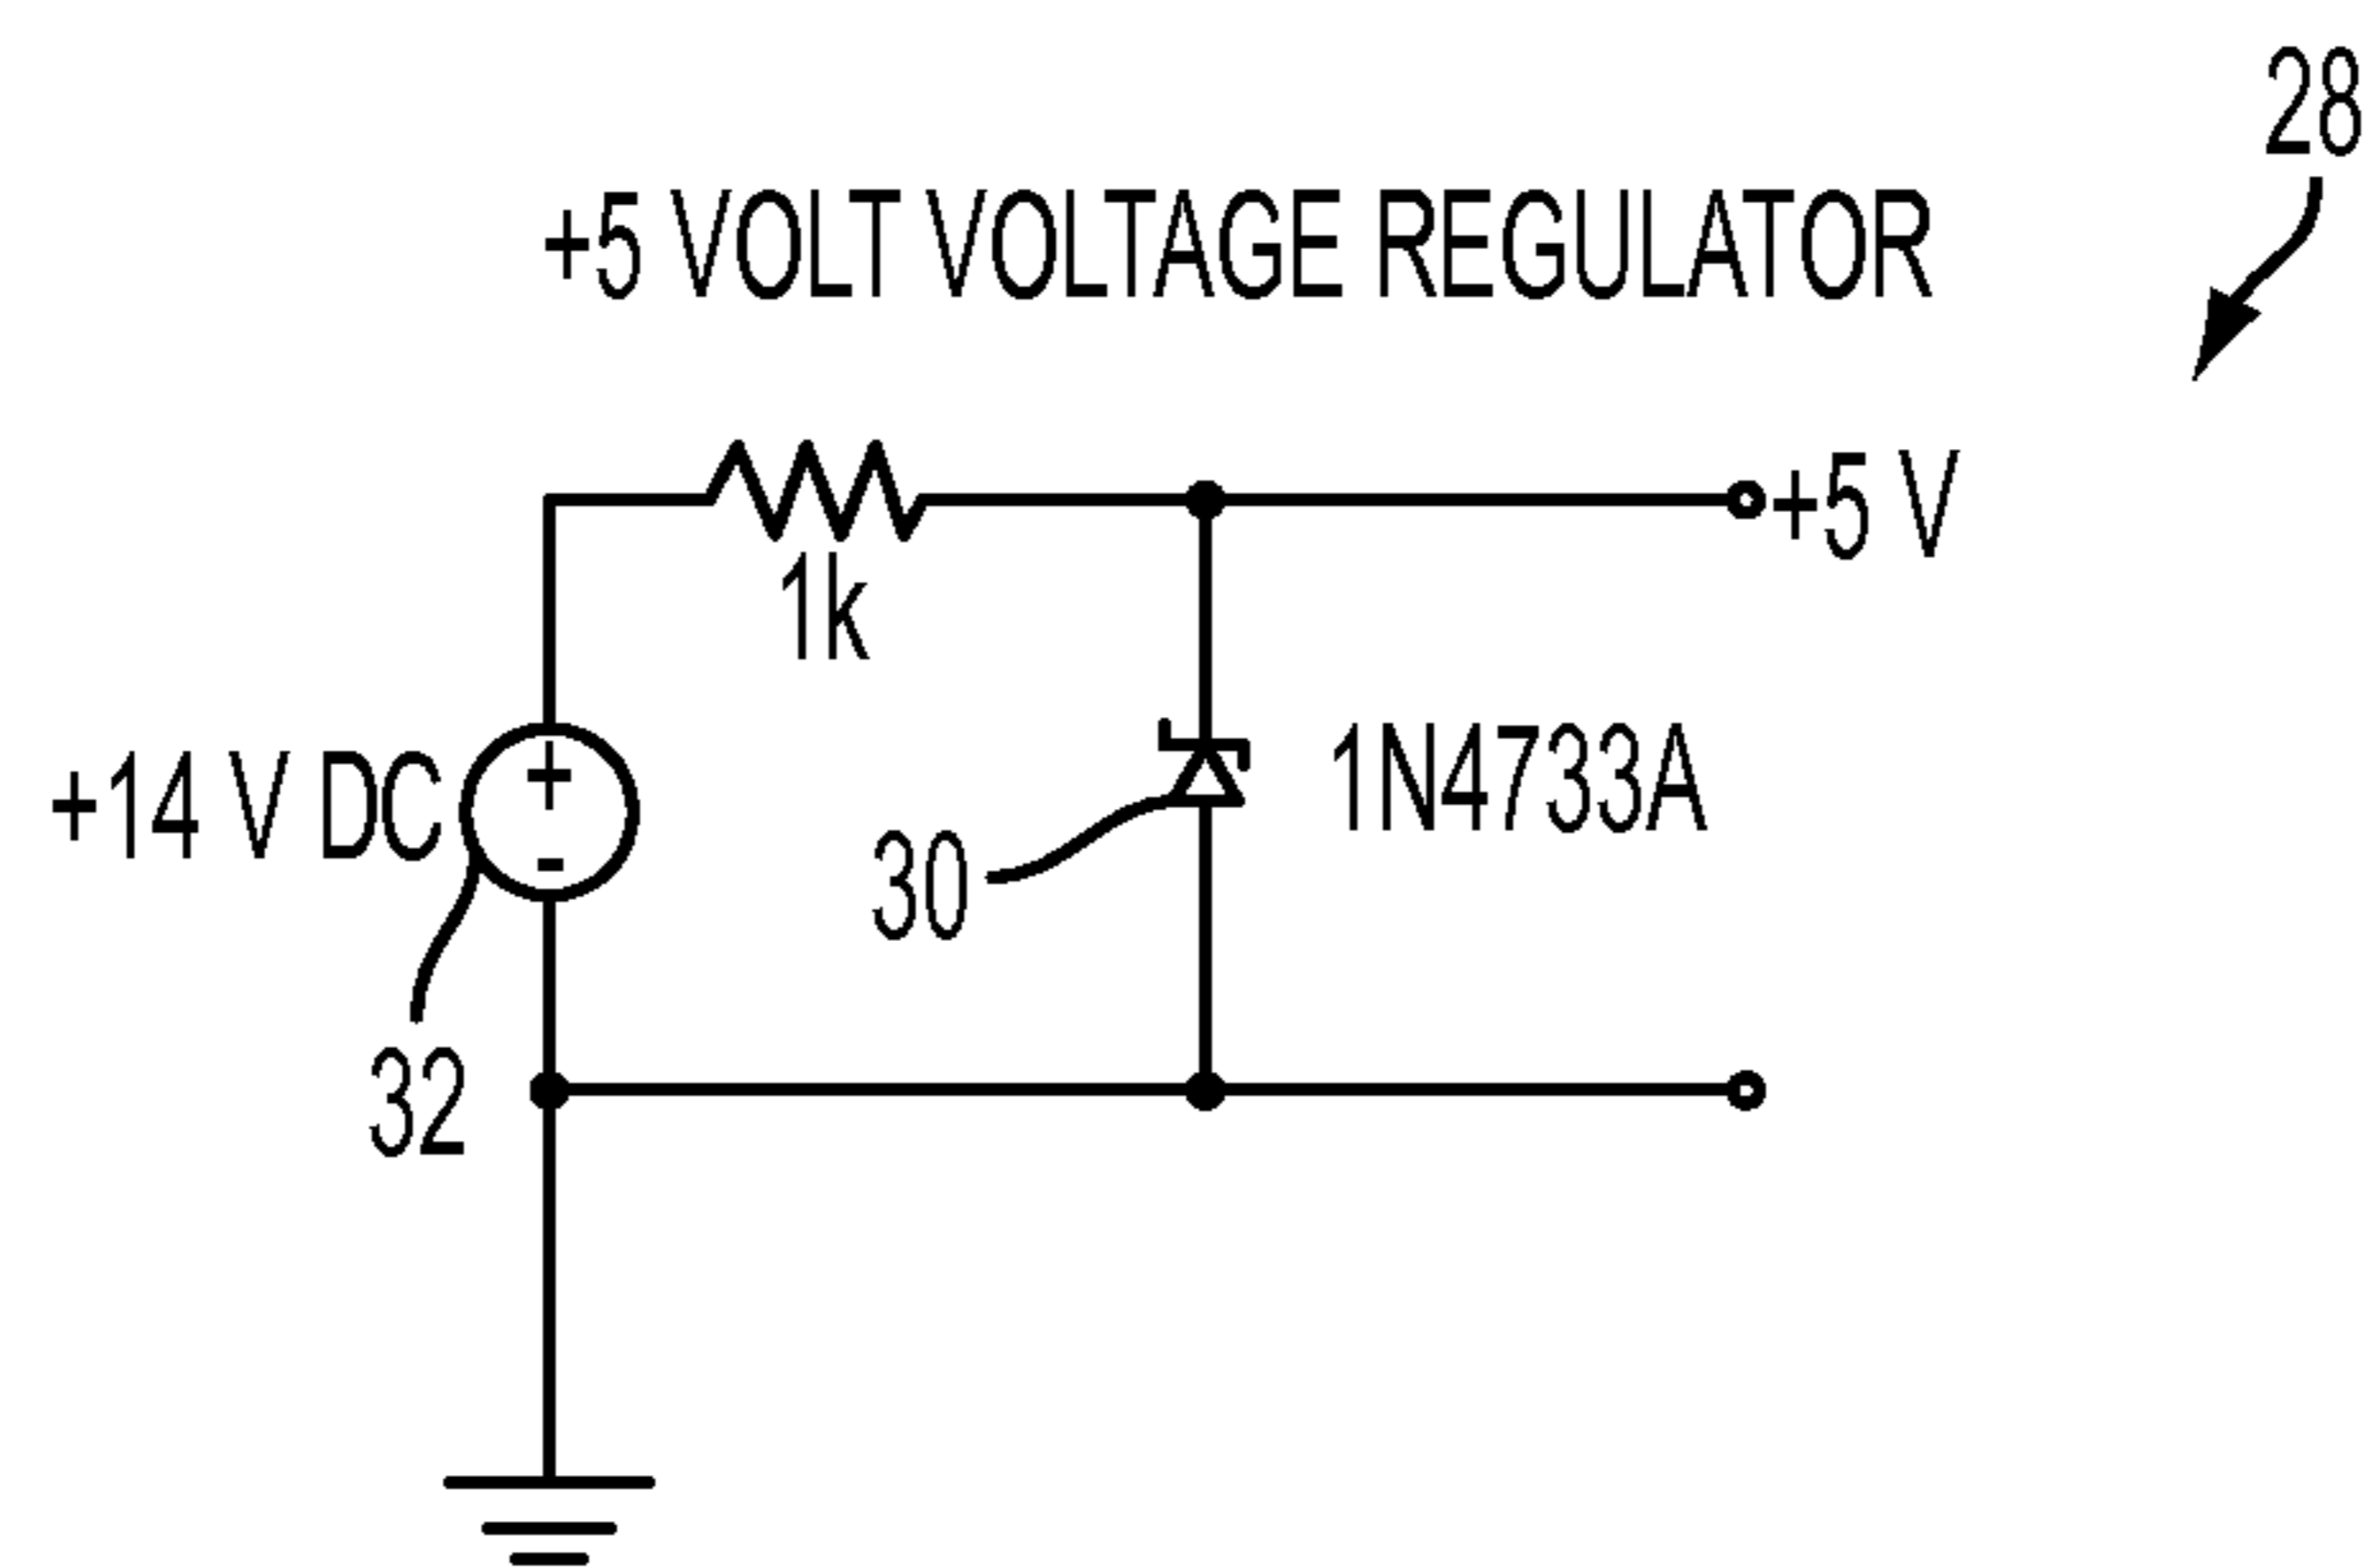 28
+5 VOLT VOLTAGE REGULATOR
+5 V
1k
+14 V DC
+
-
1N4733A
30
32